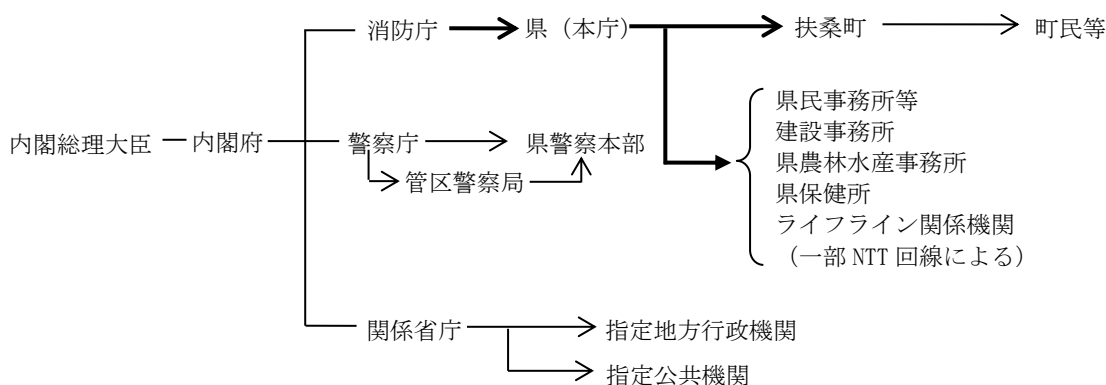 消防庁
県（本庁）
扶桑町
町民等
内閣総理大臣
内閣府
警察庁
県警察本部
管区警察局
県民事務所等
建設事務所
県農林水産事務所
県保健所
ライフライン関係機関
（一部 NTT 回線による）
関係省庁
指定地方行政機関
指定公共機関